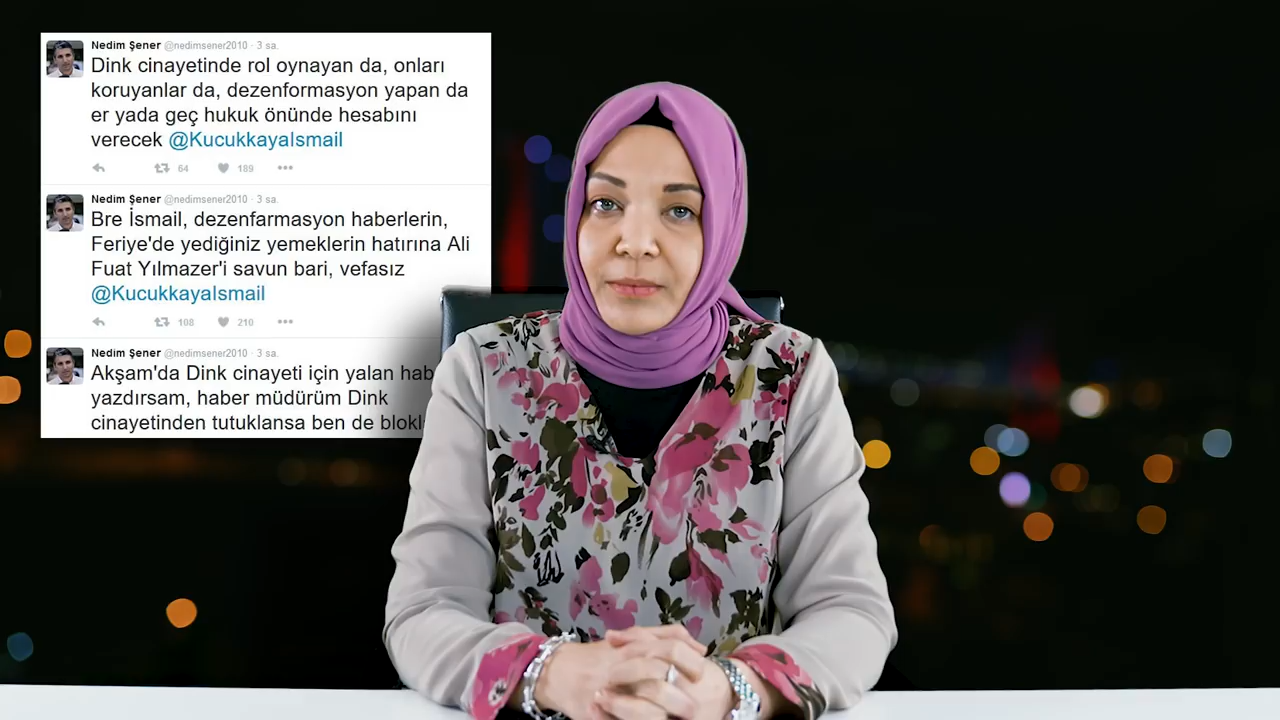 Nedim Şener @nedimsener2010 · 3 sa.
Dink cinayetinde rol oynayan da, onları
koruyanlar da, dezenformasyon yapan da
er yada geç hukuk önünde hesabını
verecek @KucukkayaIsmail
64 189
Nedim Şener @nedimsener2010 · 3 sa.
Bre İsmail, dezenfarmasyon haberlerin,
Feriye'de yediğiniz yemeklerin hatırına Ali
Fuat Yılmazer'i savun bari, vefasız
@KucukkayaIsmail
108 210
Nedim Şener @nedimsener2010 · 3 sa.
Akşam'da Dink cinayeti için yalan hab
yazdırsam, haber müdürüm Dink
cinayetinden tutuklansa ben de blokl